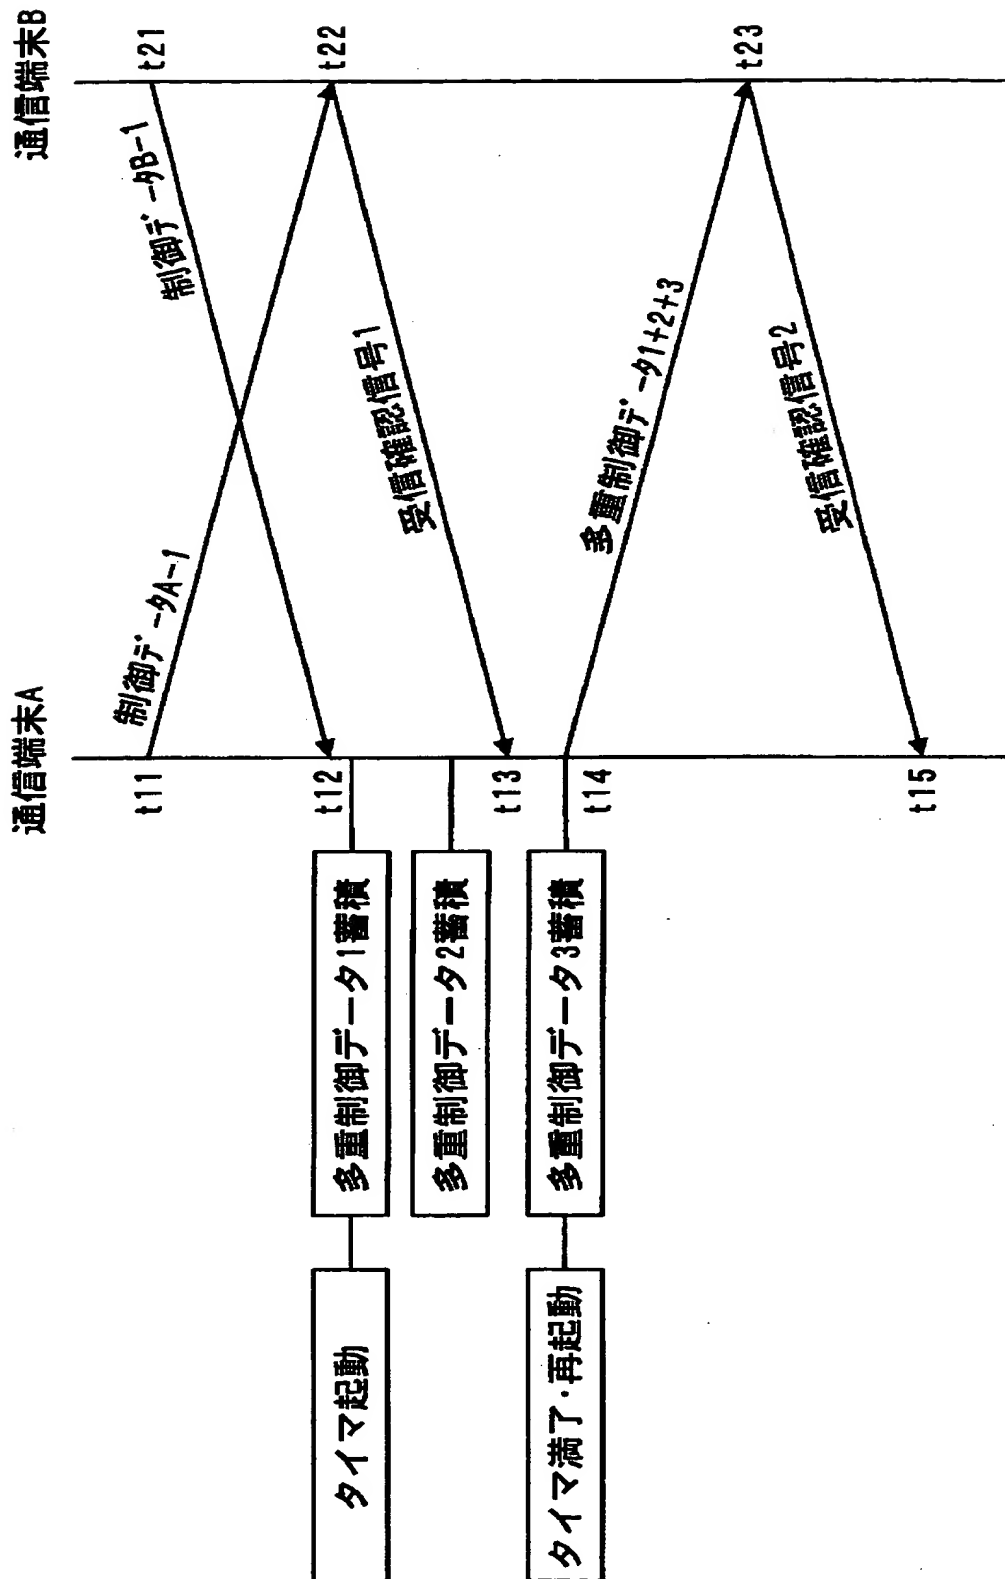 通信端末A
通信端末B
t11
t21
制御データA-1
制御データB-1
t12
t22
タイマ起動
多重制御データ1蓄積
多重制御データ2蓄積
受信確認信号1
t13
タイマ満了・再起動
多重制御データ3蓄積
t14
多重制御データ1+2+3
t23
受信確認信号2
t15